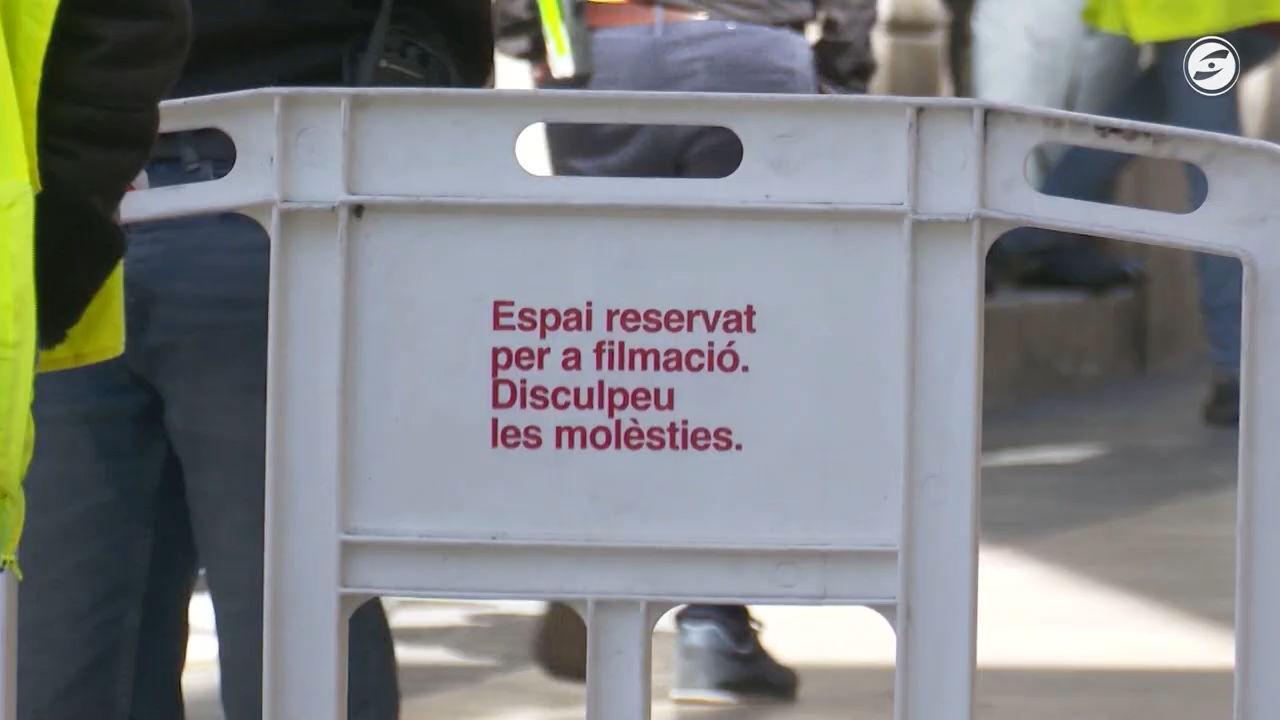 Espai reservat
per a filmació.
Disculpeu
les molèsties.